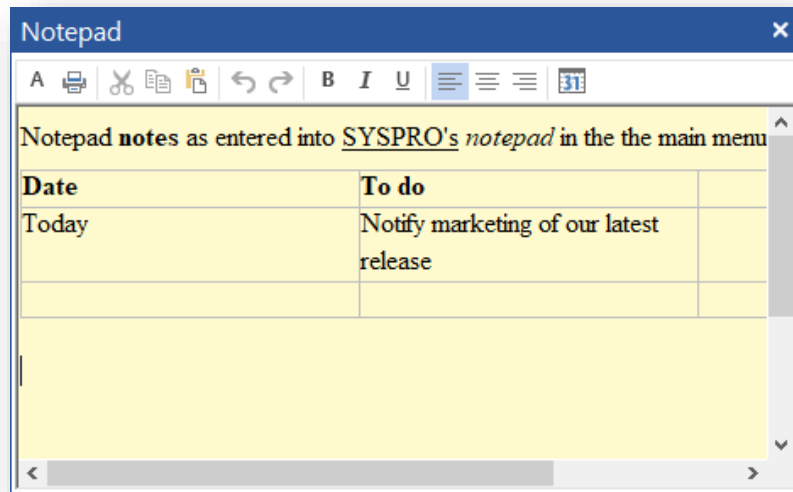 Notepad
A B I U 31
Notepad notes as entered into SYSPRO's notepad in the the main menu
Date To do
Today Notify marketing of our latest
release